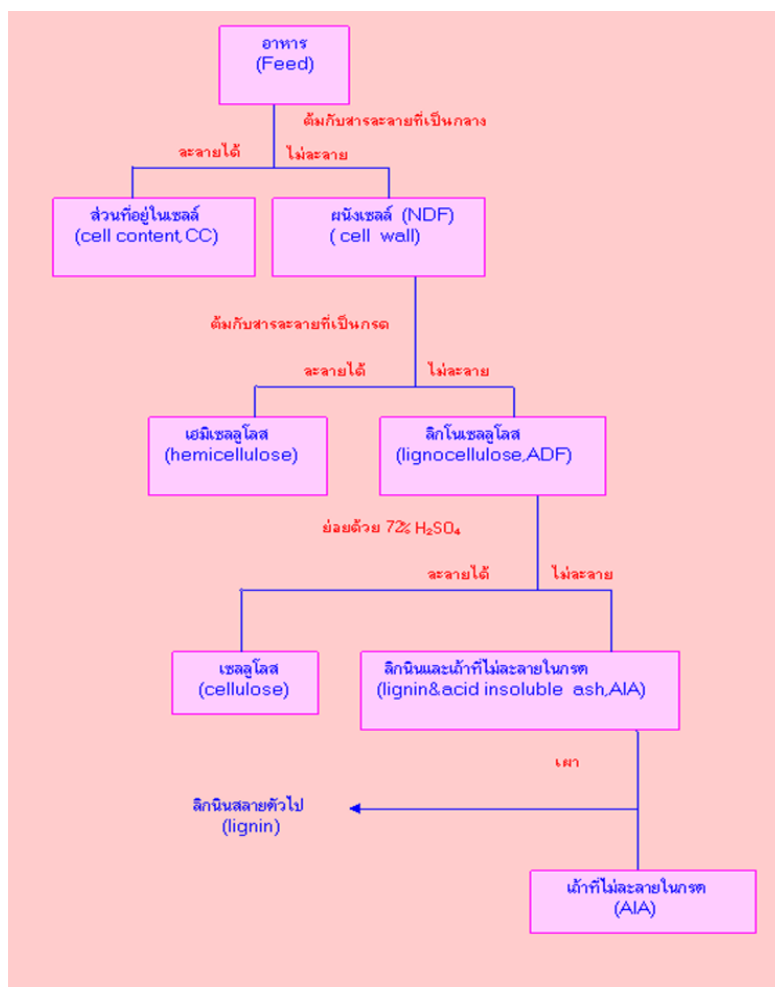 อาหาร
(Feed)
ต้มกับสารละลายที่เป็นกลาง
ละลายได้ ไม่ละลาย
ส่วนที่อยู่ในเซลล์
(cell content,CC)
ผนังเซลล์ (NDF)
( cell wall)
ต้มกับสารละลายที่เป็นกรด
ละลายได้ ไม่ละลาย
เฮมิเซลลูโลส
(hemicellulose)
ลิกโนเซลลูโลส
(lignocellulose,ADF)
ย่อยด้วย 72% H₂SO₄
ละลายได้ ไม่ละลาย
เซลลูโลส
(cellulose)
ลิกนินและเถ้าที่ไม่ละลายในกรด
(lignin&acid insoluble ash,AIA)
เผา
ลิกนินสลายตัวไป
(lignin)
เถ้าที่ไม่ละลายในกรด
(AIA)